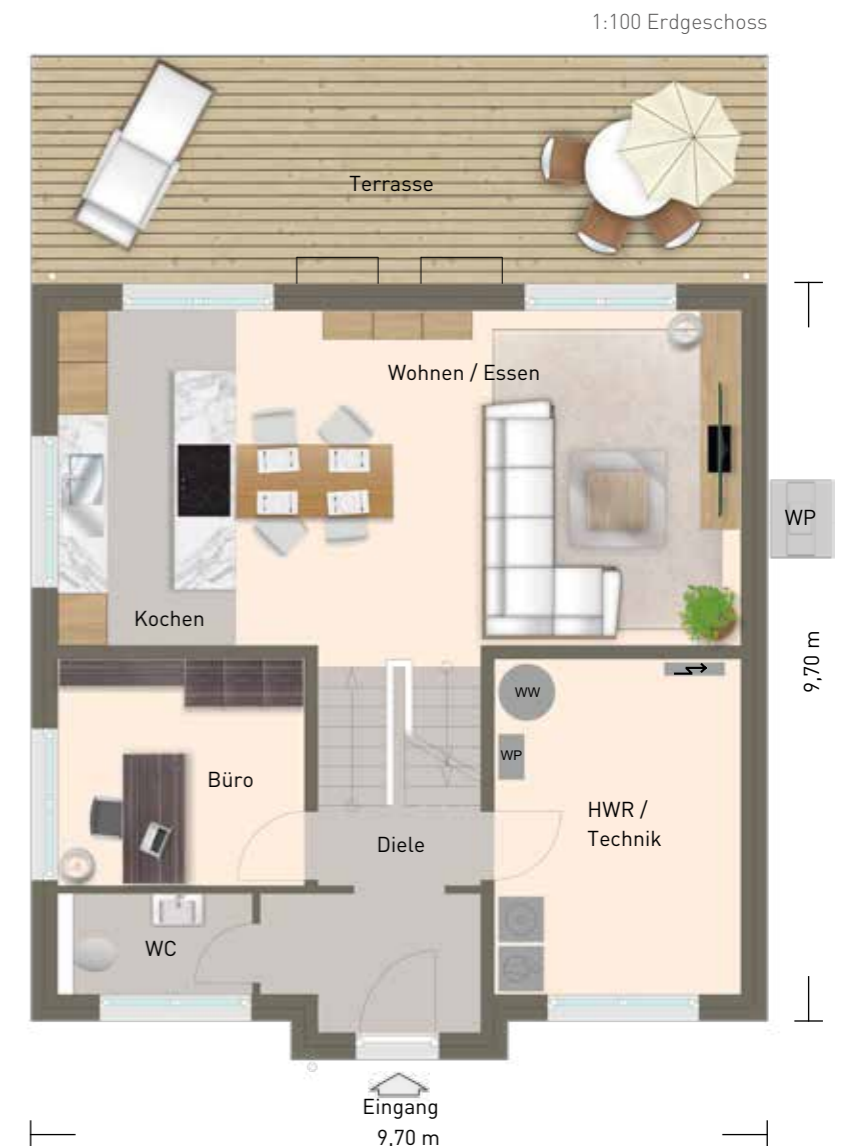 1:100 Erdgeschoss
Terrasse
Wohnen / Essen
WP
Kochen
9,70 m
WW
WP
Büro
HWR /
Technik
Diele
WC
Eingang
9,70 m